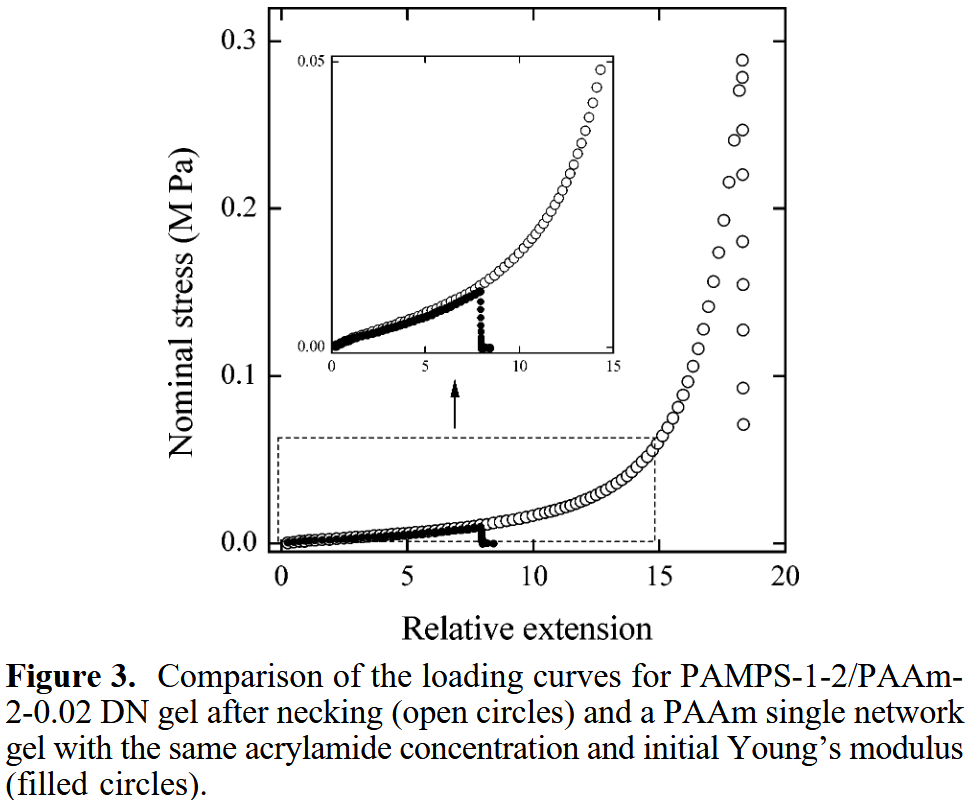 0.3
0.2
0.1
0.0
Nominal stress (M Pa)
0.05
0.00
0 5 10 15
0 5 10 15 20
Relative extension
Figure 3. Comparison of the loading curves for PAMPS-1-2/PAAm-
2-0.02 DN gel after necking (open circles) and a PAAm single network
gel with the same acrylamide concentration and initial Young’s modulus
(filled circles).